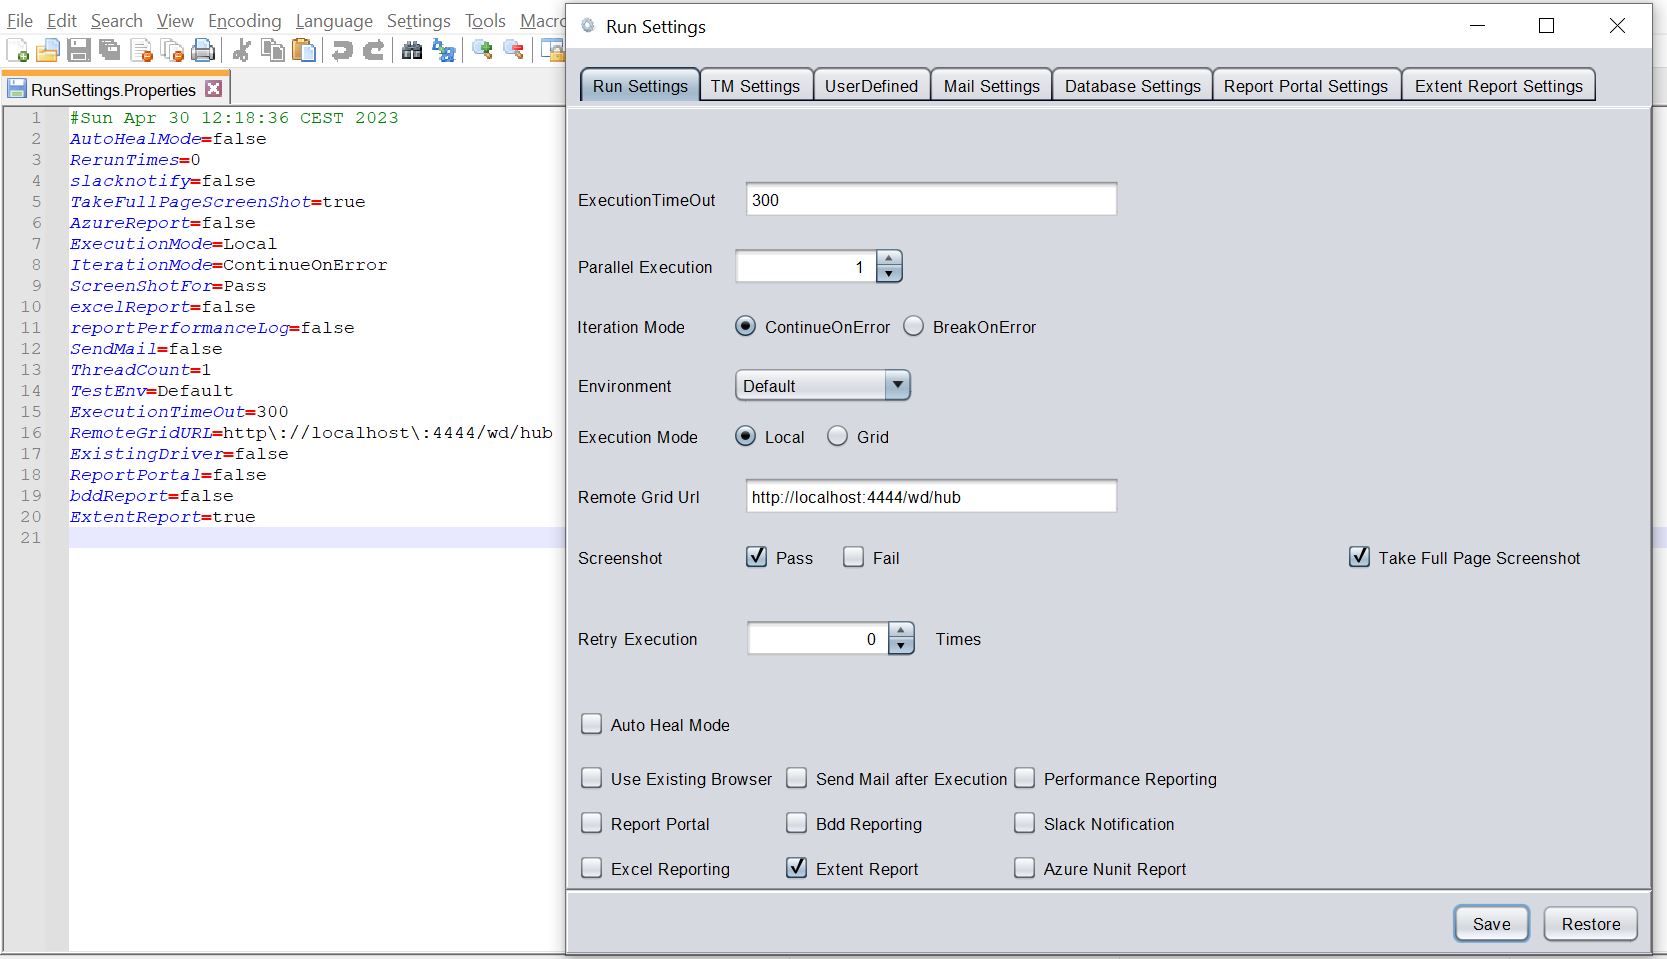 File Edit Search View Encoding Language Settings Tools Macro
RunSettings.Properties
1 #Sun Apr 30 12:18:36 CEST 2023
2 AutoHealMode=false
3 RerunTimes=0
4 slacknotify=false
5 TakeFullPageScreenShot=true
6 AzureReport=false
7 ExecutionMode=Local
8 IterationMode=ContinueOnError
9 ScreenShotFor=Pass
10 excelReport=false
11 reportPerformanceLog=false
12 SendMail=false
13 ThreadCount=1
14 TestEnv=Default
15 ExecutionTimeOut=300
16 RemoteGridURL=http\://localhost\:4444/wd/hub
17 ExistingDriver=false
18 ReportPortal=false
19 bddReport=false
20 ExtentReport=true
21
Run Settings
Run Settings TM Settings UserDefined Mail Settings Database Settings Report Portal Settings Extent Report Settings
ExecutionTimeOut 300
Parallel Execution 1
Iteration Mode ContinueOnError BreakOnError
Environment Default
Execution Mode Local Grid
Remote Grid Url http://localhost:4444/wd/hub
Screenshot Pass Fail Take Full Page Screenshot
Retry Execution 0 Times
Auto Heal Mode
Use Existing Browser Send Mail after Execution Performance Reporting
Report Portal Bdd Reporting Slack Notification
Excel Reporting Extent Report Azure Nunit Report
Save Restore